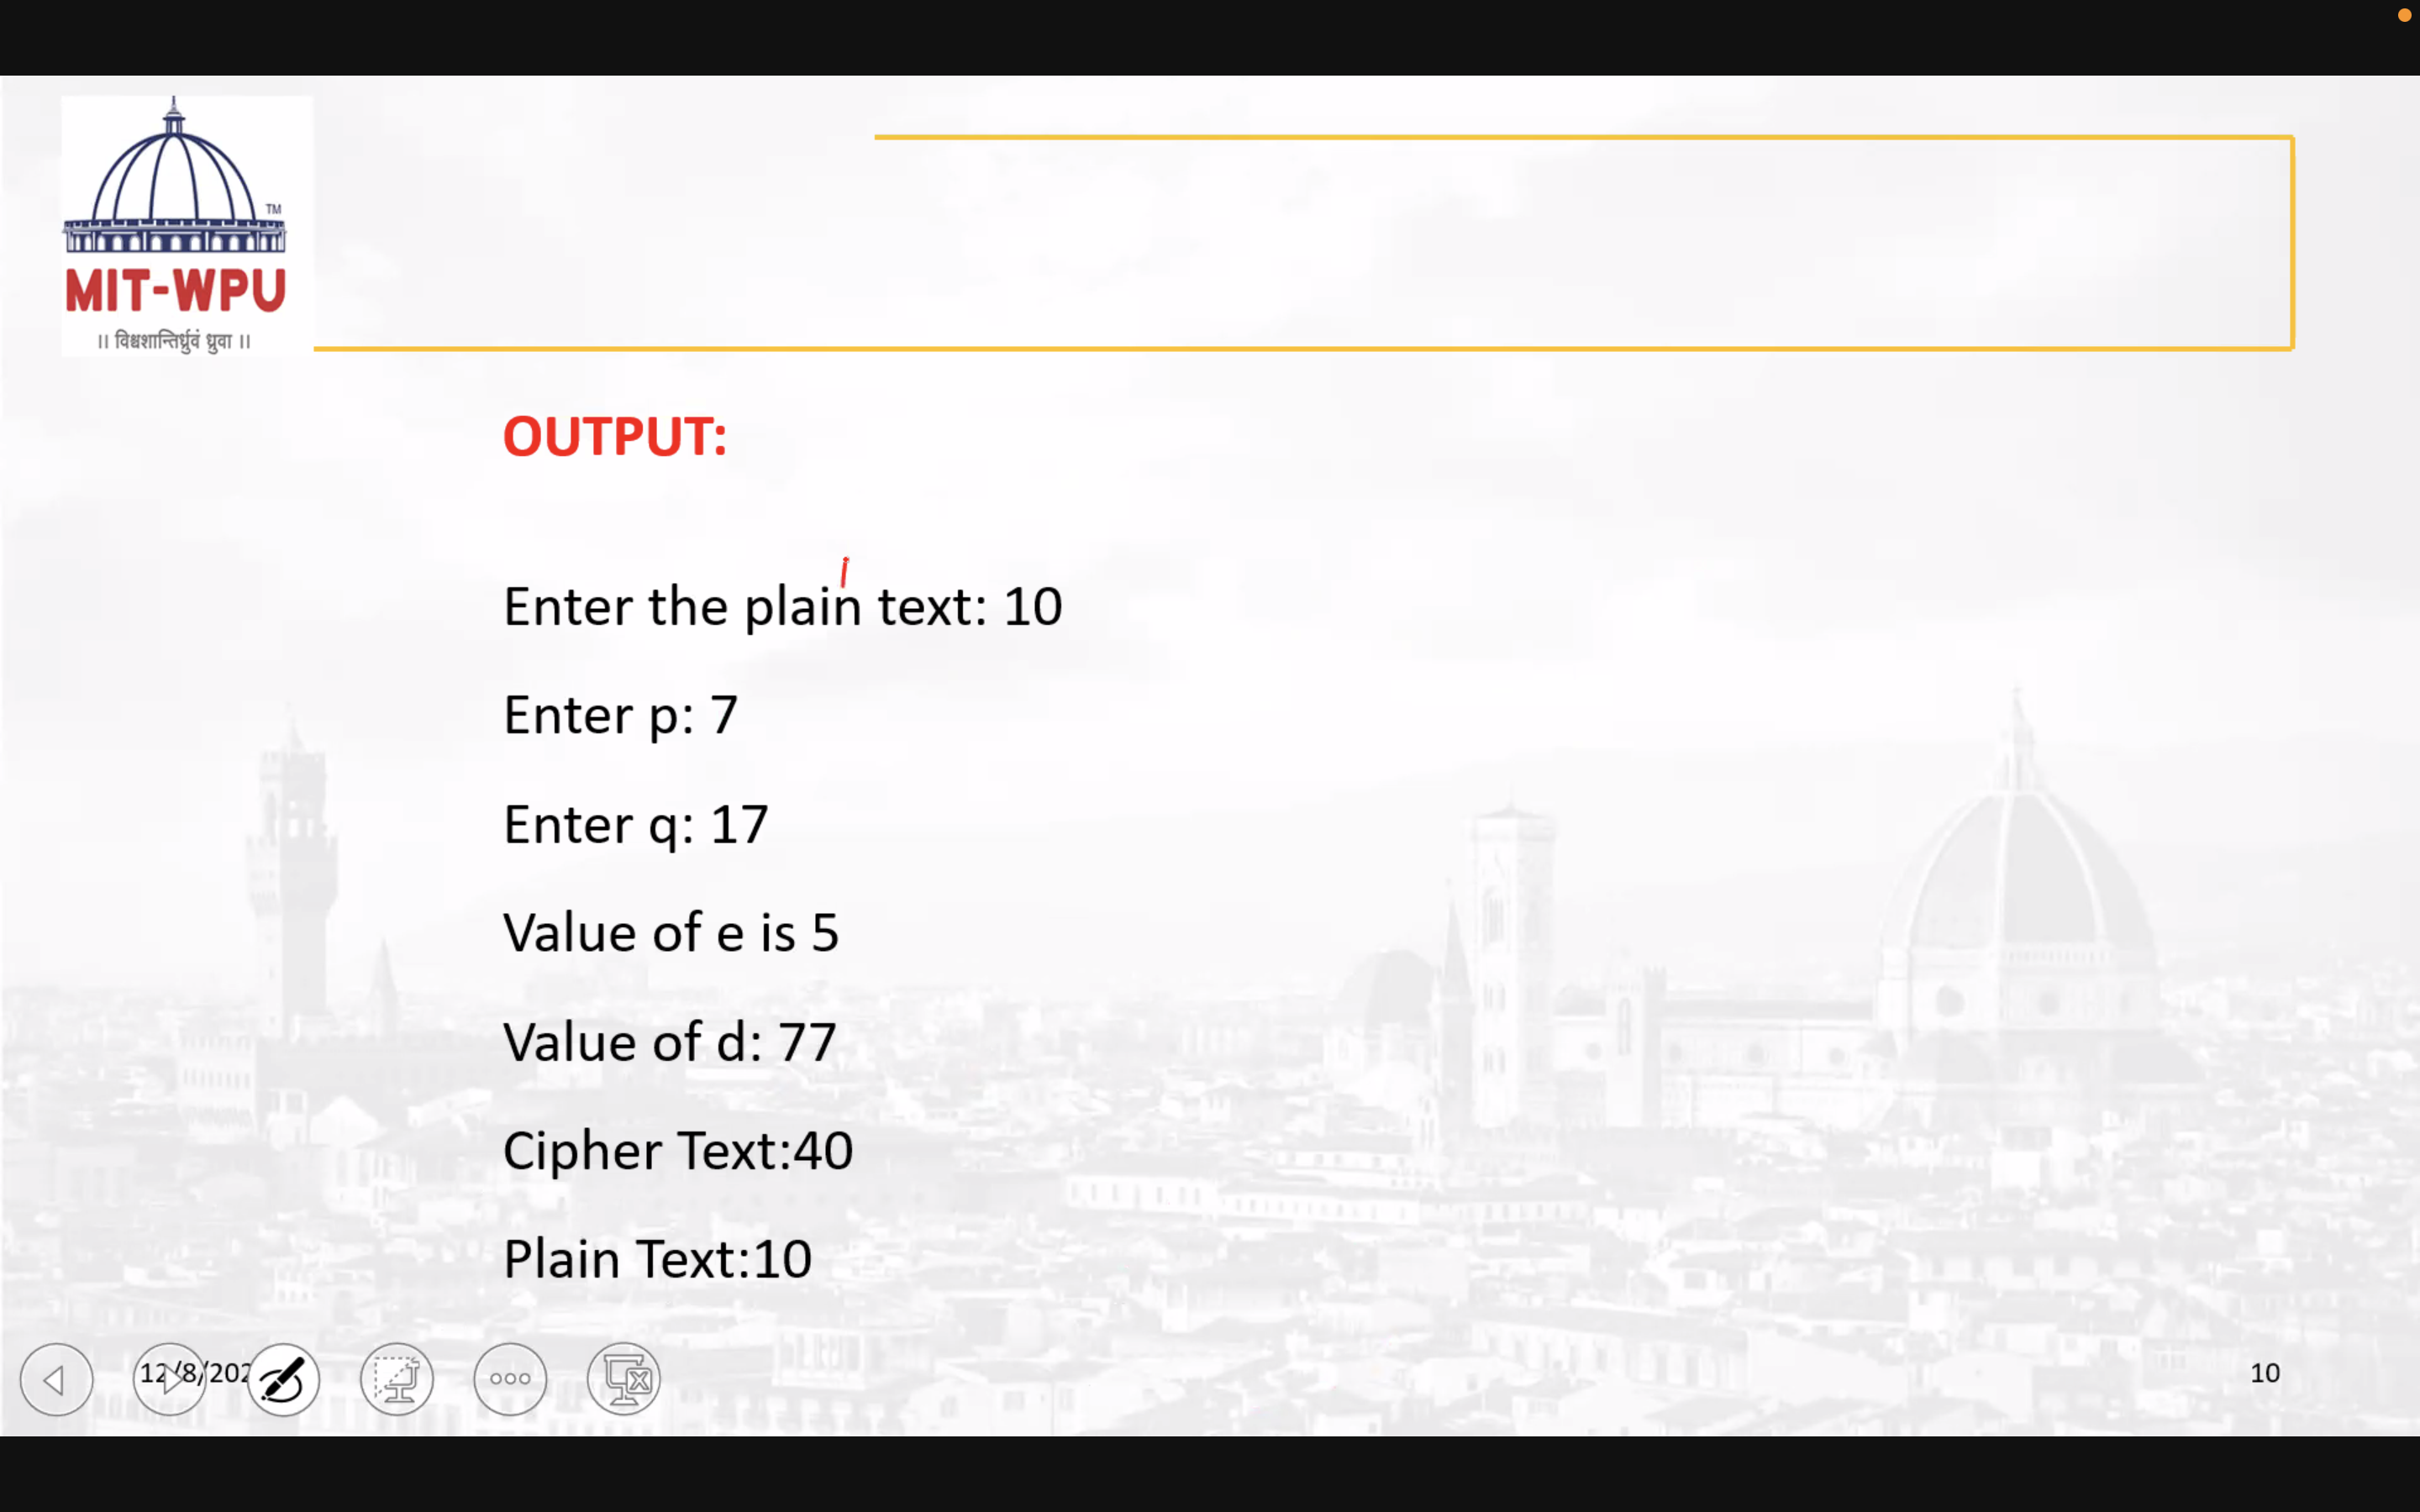 TM
MIT-WPU
॥ विश्वशान्तिर्ध्रुवं ध्रुवा ॥
OUTPUT:
Enter the plain text: 10
Enter p: 7
Enter q: 17
Value of e is 5
Value of d: 77
Cipher Text:40
Plain Text:10
12/8/202
10